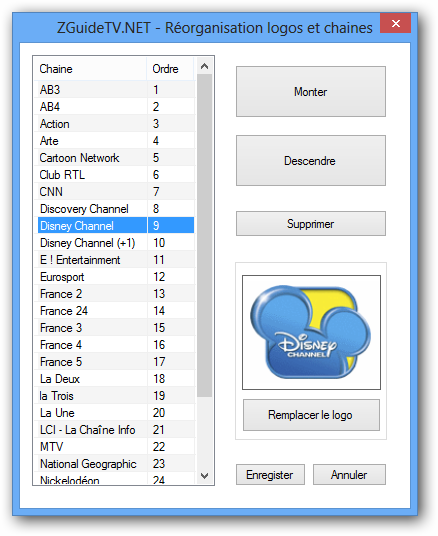 ZGuideTV.NET - Réorganisation logos et chaines
Chaine Ordre
AB3 1
AB4 2
Action 3
Arte 4
Cartoon Network 5
Club RTL 6
CNN 7
Discovery Channel 8
Disney Channel 9
Disney Channel (+1) 10
E ! Entertainment 11
Eurosport 12
France 2 13
France 24 14
France 3 15
France 4 16
France 5 17
La Deux 18
la Trois 19
La Une 20
LCI - La Chaîne Info 21
MTV 22
National Geographic 23
Nickelodéon 24
Monter
Descendre
Supprimer
Disney
CHANNEL
Remplacer le logo
Enregister
Annuler